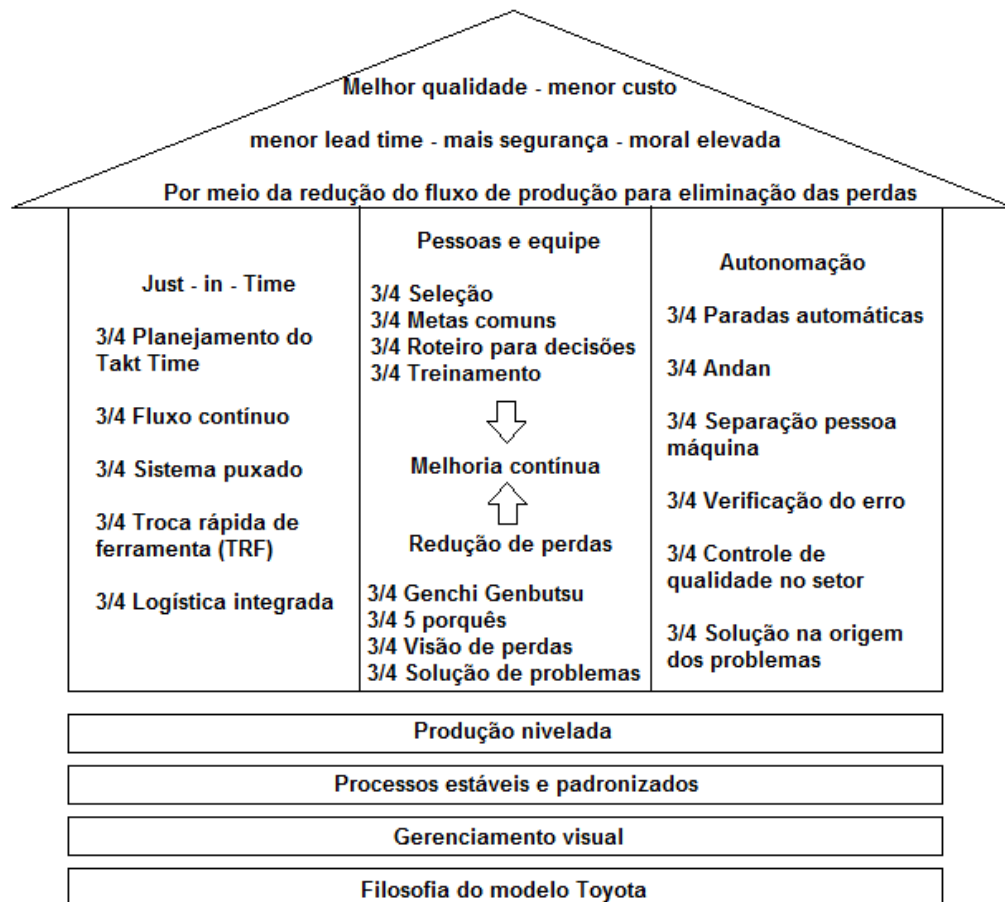 Melhor qualidade - menor custo
menor lead time - mais segurança - moral elevada
Por meio da redução do fluxo de produção para eliminação das perdas
Just - in - Time
3/4 Planejamento do
Takt Time
3/4 Fluxo contínuo
3/4 Sistema puxado
3/4 Troca rápida de
ferramenta (TRF)
3/4 Logística integrada
Pessoas e equipe
3/4 Seleção
3/4 Metas comuns
3/4 Roteiro para decisões
3/4 Treinamento
Melhoria contínua
Redução de perdas
3/4 Genchi Genbutsu
3/4 5 porquês
3/4 Visão de perdas
3/4 Solução de problemas
Autonomação
3/4 Paradas automáticas
3/4 Andan
3/4 Separação pessoa
máquina
3/4 Verificação do erro
3/4 Controle de
qualidade no setor
3/4 Solução na origem
dos problemas
Produção nivelada
Processos estáveis e padronizados
Gerenciamento visual
Filosofia do modelo Toyota